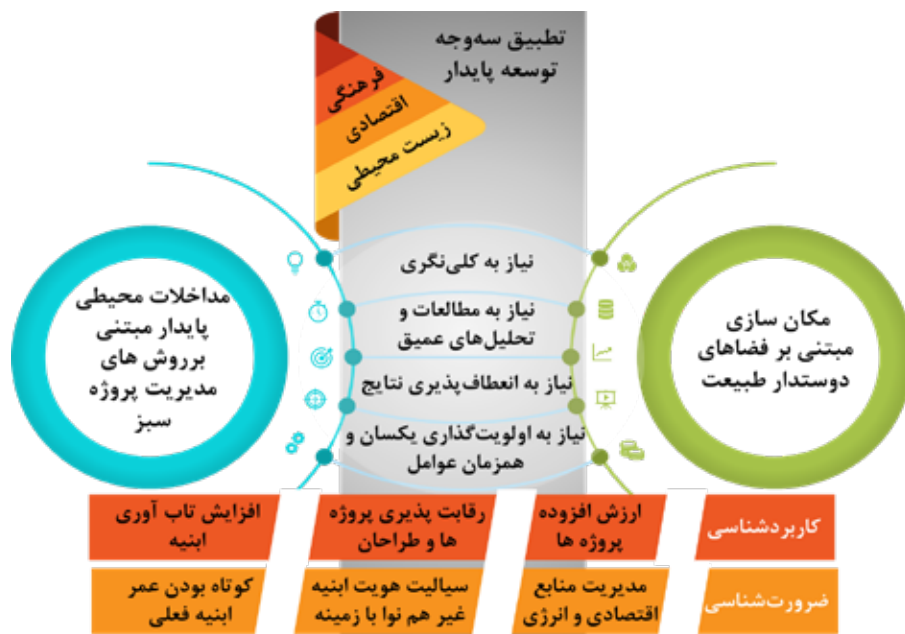 تطبیق سه‌وجه
توسعه پایدار
فرهنگی
اقتصادی
زیست محیطی
مکان سازی
مبتنی بر فضاهای
دوستدار طبیعت
نیاز به کلی‌نگری
نیاز به مطالعات و
تحلیل‌های عمیق
نیاز به انعطاف‌پذیری نتایج
نیاز به اولویت‌گذاری یکسان و
همزمان عوامل
مداخلات محیطی
پایدار مبتنی
برروش های
مدیریت پروژه
سبز
کاربردشناسی
ارزش افزوده
پروژه ها
رقابت پذیری پروژه
ها و طراحان
افزایش تاب آوری
ابنیه
ضرورت‌شناسی
مدیریت منابع
اقتصادی و انرژی
سیالیت هویت ابنیه
غیر هم نوا با زمینه
کوتاه بودن عمر
ابنیه فعلی